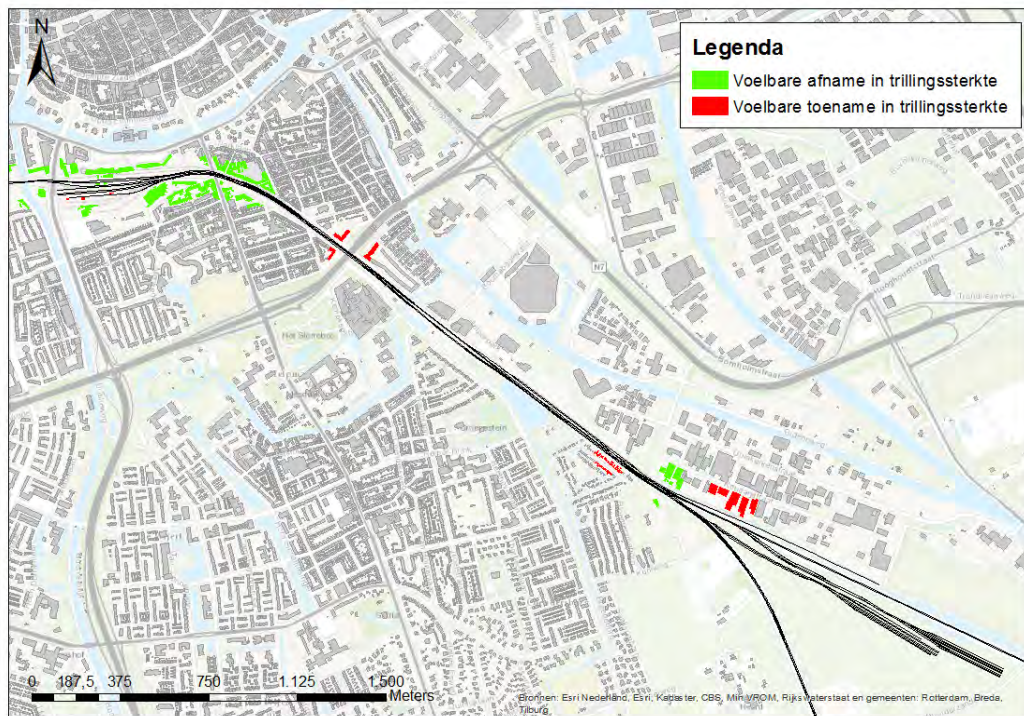 N
Legenda
Voelbare afname in trillingssterkte
Voelbare toename in trillingssterkte
N7
Bornholmstraat
0 187,5 375 750 1.125 1.500
Meters
Bronnen: Esri Nederland, Esri, Kadaster, CBS, Min VROM, Rijkswaterstaat en gemeenten: Rotterdam, Breda,
Tilburg